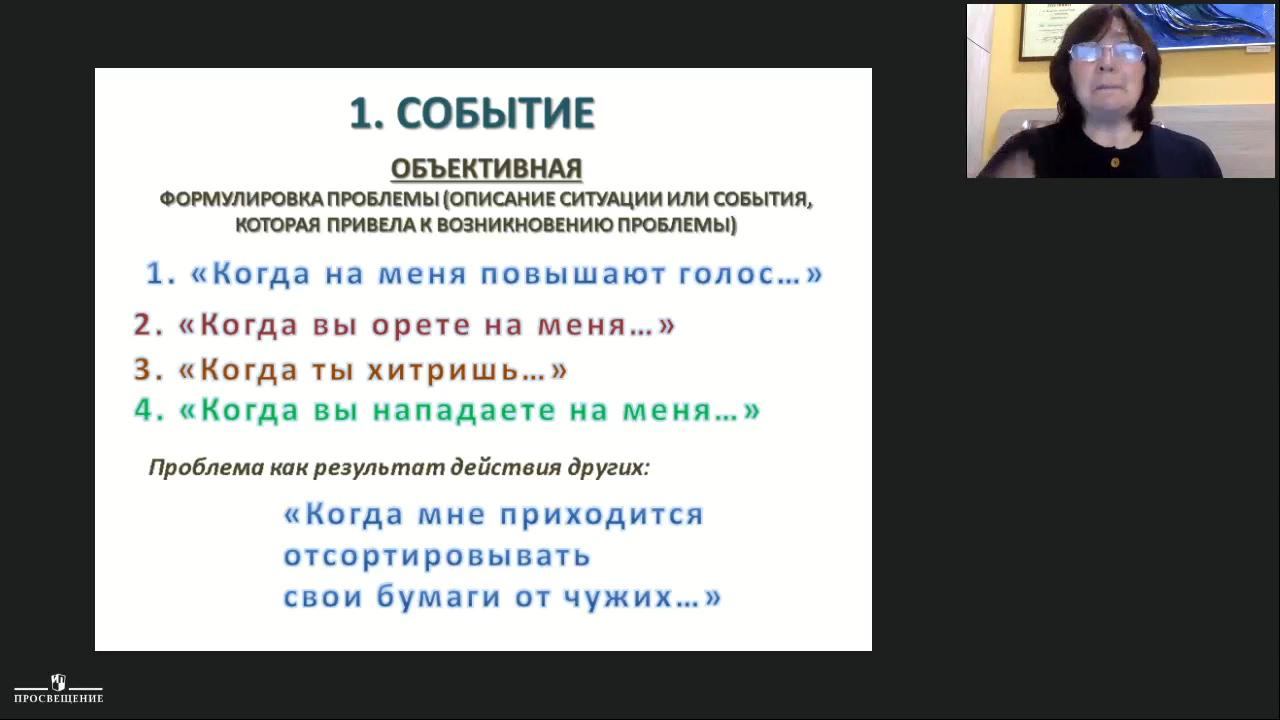 1. СОБЫТИЕ
ОБЪЕКТИВНАЯ
ФОРМУЛИРОВКА ПРОБЛЕМЫ (ОПИСАНИЕ СИТУАЦИИ ИЛИ СОБЫТИЯ,
КОТОРАЯ ПРИВЕЛА К ВОЗНИКНОВЕНИЮ ПРОБЛЕМЫ)
1. «Когда на меня повышают голос…»
2. «Когда вы орете на меня…»
3. «Когда ты хитришь…»
4. «Когда вы нападаете на меня…»
Проблема как результат действия других:
«Когда мне приходится
отсортировывать
свои бумаги от чужих…»
ПРОСВЕЩЕНИЕ